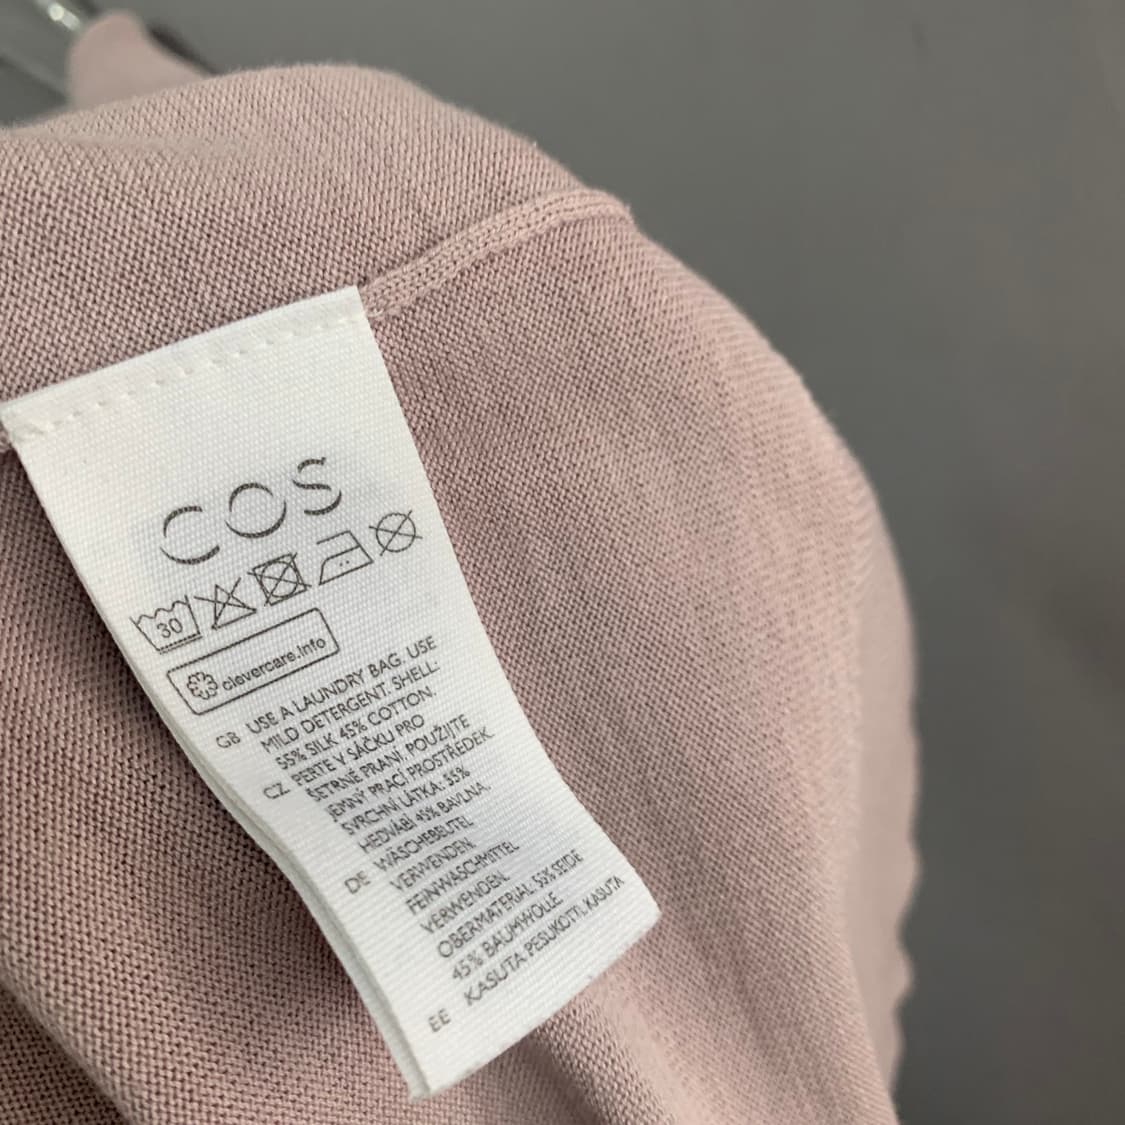 COS
30
clevercare.info
GB USE A LAUNDRY BAG. USE
MILD DETERGENT. SHELL:
55% SILK 45% COTTON.
CZ PERTE V SÁČKU PRO
ŠETRNÉ PRANÍ. POUŽIJTE
JEMNÝ PRACÍ PROSTŘEDEK.
SVRCHNÍ LÁTKA: 55%
HEDVÁBÍ 45% BAVLNA.
DE WÄSCHEBEUTEL
VERWENDEN.
FEINWASCHMITTEL
VERWENDEN.
OBERMATERIAL: 55% SEIDE
45% BAUMWOLLE
EE KASUTA PESUKOTTI. KASUTA